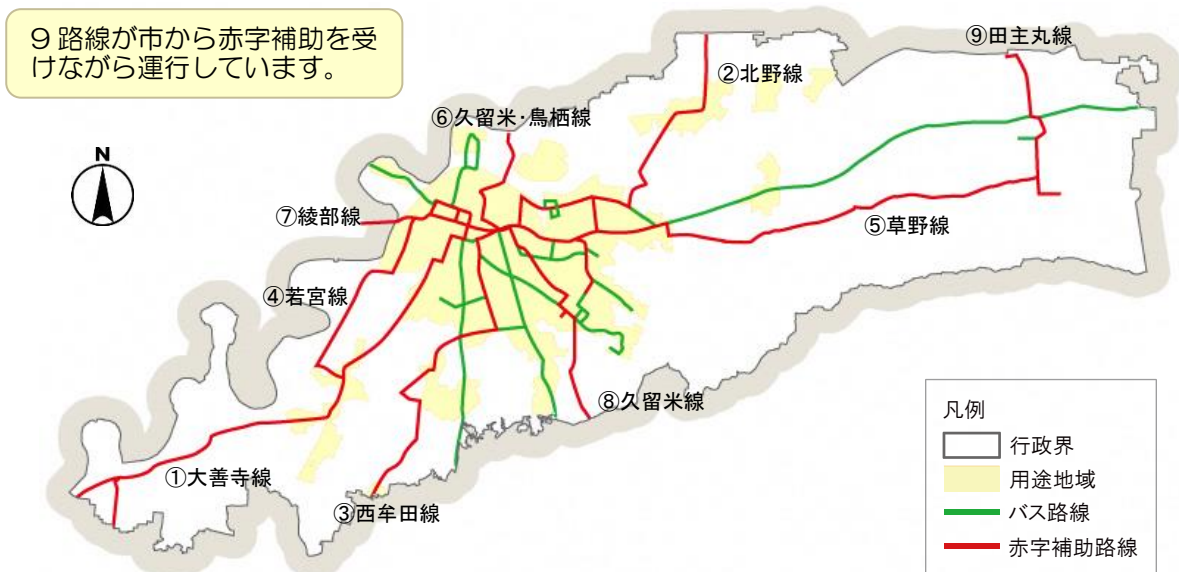 9路線が市から赤字補助を受
けながら運行しています。
⑨田主丸線
②北野線
⑥久留米・鳥栖線
N
⑦綾部線
⑤草野線
④若宮線
⑧久留米線
①大善寺線
③西牟田線
凡例
行政界
用途地域
バス路線
赤字補助路線